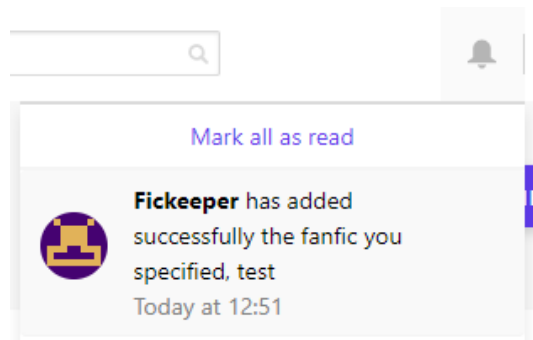 Mark all as read
Fickeeper has added
successfully the fanfic you
specified, test
Today at 12:51